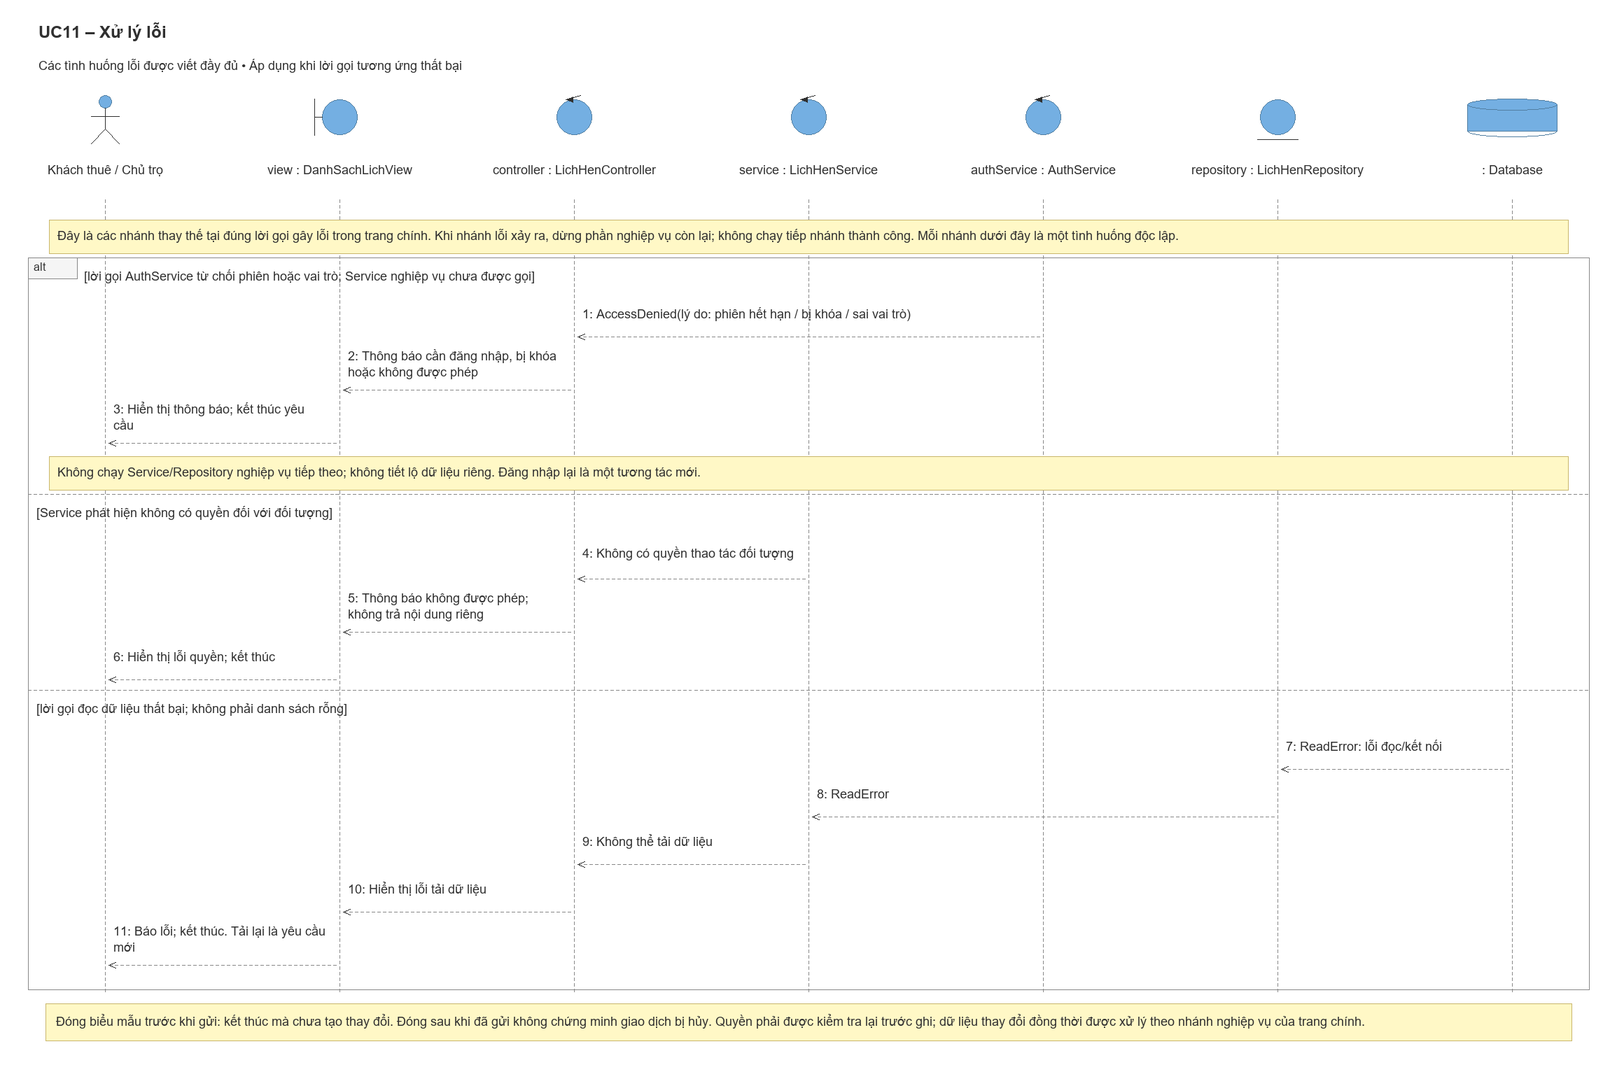 UC11 – Xử lý lỗi
Các tình huống lỗi được viết đầy đủ • Áp dụng khi lời gọi tương ứng thất bại
Khách thuê / Chủ trọ
view : DanhSachLichView
controller : LichHenController
service : LichHenService
authService : AuthService
repository : LichHenRepository
: Database
Đây là các nhánh thay thế tại đúng lời gọi gây lỗi trong trang chính. Khi nhánh lỗi xảy ra, dừng phần nghiệp vụ còn lại; không chạy tiếp nhánh thành công. Mỗi nhánh dưới đây là một tình huống độc lập.
alt
[lời gọi AuthService từ chối phiên hoặc vai trò; Service nghiệp vụ chưa được gọi]
1: AccessDenied(lý do: phiên hết hạn / bị khóa / sai vai trò)
2: Thông báo cần đăng nhập, bị khóa
hoặc không được phép
3: Hiển thị thông báo; kết thúc yêu
cầu
Không chạy Service/Repository nghiệp vụ tiếp theo; không tiết lộ dữ liệu riêng. Đăng nhập lại là một tương tác mới.
[Service phát hiện không có quyền đối với đối tượng]
4: Không có quyền thao tác đối tượng
5: Thông báo không được phép;
không trả nội dung riêng
6: Hiển thị lỗi quyền; kết thúc
[lời gọi đọc dữ liệu thất bại; không phải danh sách rỗng]
7: ReadError: lỗi đọc/kết nối
8: ReadError
9: Không thể tải dữ liệu
10: Hiển thị lỗi tải dữ liệu
11: Báo lỗi; kết thúc. Tải lại là yêu cầu
mới
Đóng biểu mẫu trước khi gửi: kết thúc mà chưa tạo thay đổi. Đóng sau khi đã gửi không chứng minh giao dịch bị hủy. Quyền phải được kiểm tra lại trước ghi; dữ liệu thay đổi đồng thời được xử lý theo nhánh nghiệp vụ của trang chính.